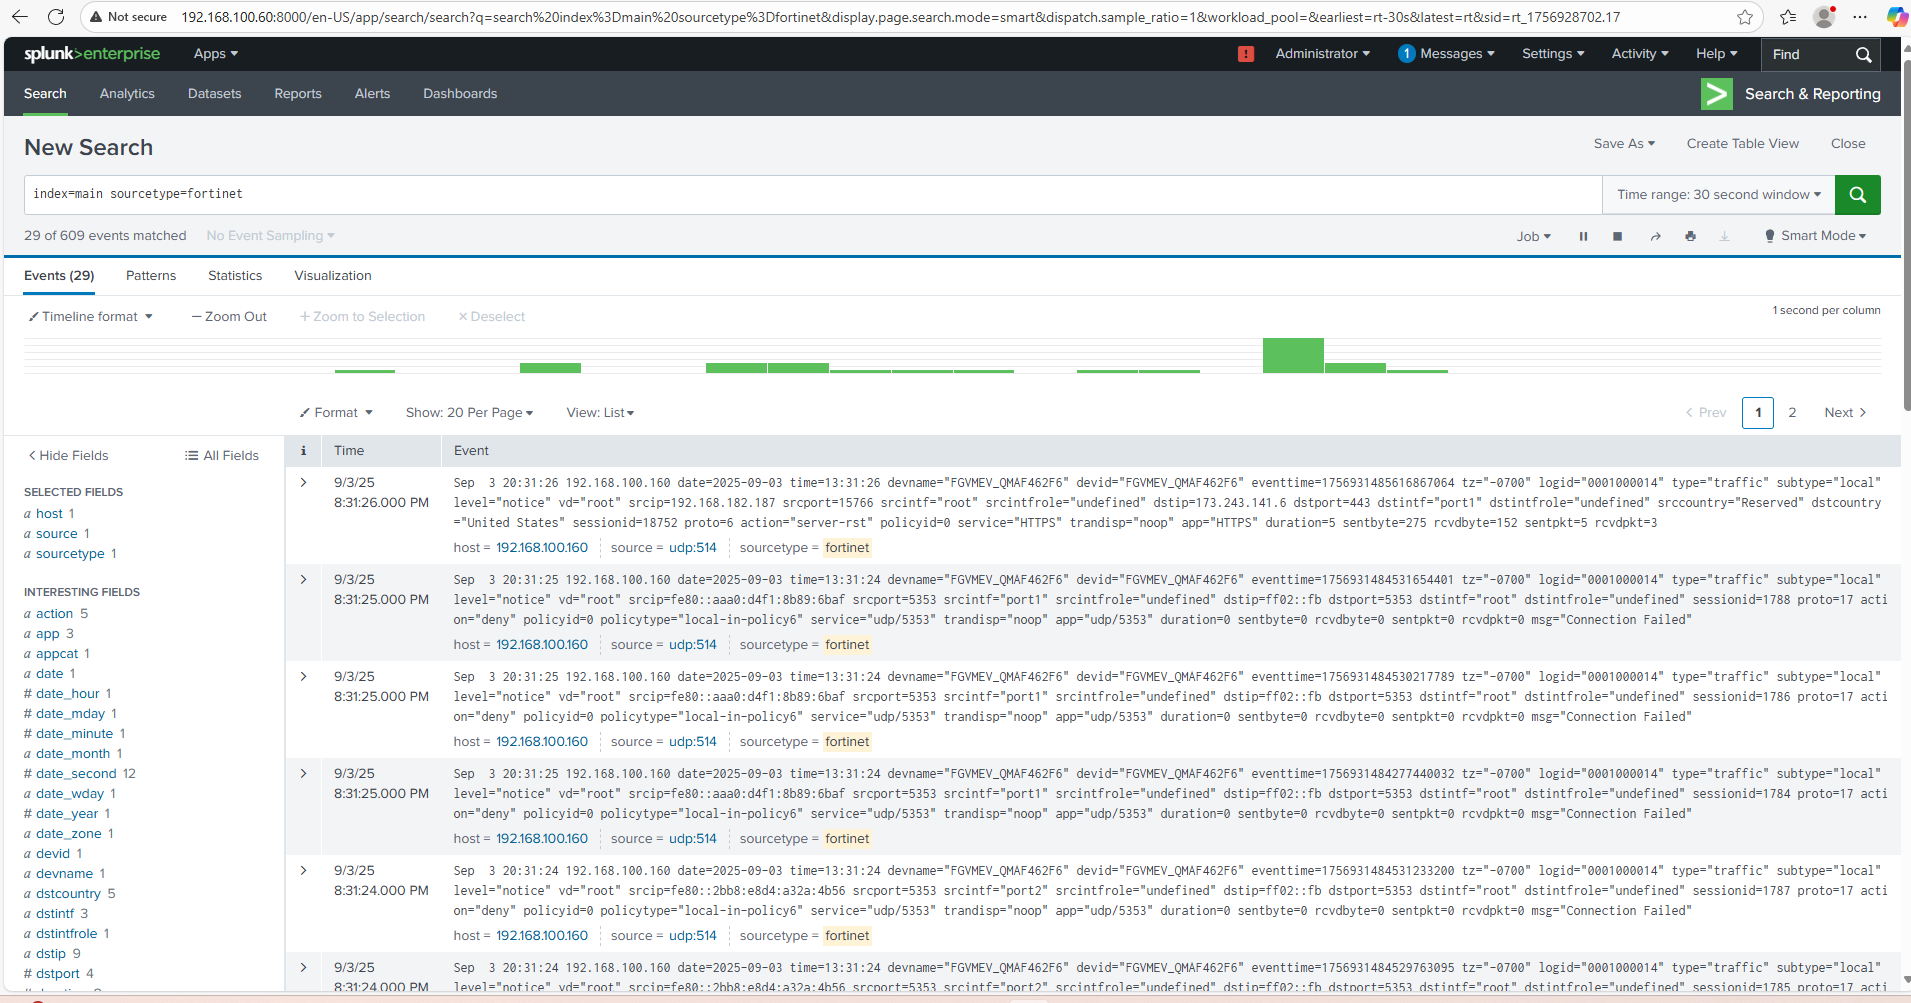 Not secure 192.168.100.60:8000/en-US/app/search/search?q=search%20index%3Dmain%20sourcetype%3Dfortinet&display.page.search.mode=smart&dispatch.sample_ratio=1&workload_pool=&earliest=rt-30s&latest=rt&sid=rt_1756928702.17
splunk>enterprise Apps ! Administrator 1 Messages Settings Activity Help Find
Search Analytics Datasets Reports Alerts Dashboards Search & Reporting
New Search Save As Create Table View Close
index=main sourcetype=fortinet Time range: 30 second window
29 of 609 events matched No Event Sampling Job Smart Mode
Events (29) Patterns Statistics Visualization
Timeline format — Zoom Out + Zoom to Selection × Deselect 1 second per column
Format Show: 20 Per Page View: List < Prev 1 2 Next >
< Hide Fields All Fields
SELECTED FIELDS
a host 1
a source 1
a sourcetype 1
INTERESTING FIELDS
a action 5
a app 3
a appcat 1
a date 1
# date_hour 1
# date_mday 1
# date_minute 1
a date_month 1
# date_second 12
a date_wday 1
# date_year 1
a date_zone 1
a devid 1
a devname 1
a dstcountry 5
a dstintf 3
a dstintfrole 1
a dstip 9
# dstport 4
i Time Event
> 9/3/25
8:31:26.000 PM
Sep  3 20:31:26 192.168.100.160 date=2025-09-03 time=13:31:26 devname="FGVMEV_QMAF462F6" devid="FGVMEV_QMAF462F6" eventtime=1756931485616867064 tz="-0700" logid="0001000014" type="traffic" subtype="local"
level="notice" vd="root" srcip=192.168.182.187 srcport=15766 srcintf="root" srcintfrole="undefined" dstip=173.243.141.6 dstport=443 dstintf="port1" dstintfrole="undefined" srccountry="Reserved" dstcountry
="United States" sessionid=18752 proto=6 action="server-rst" policyid=0 service="HTTPS" trandisp="noop" app="HTTPS" duration=5 sentbyte=275 rcvdbyte=152 sentpkt=5 rcvdpkt=3
host = 192.168.100.160 source = udp:514 sourcetype = fortinet
> 9/3/25
8:31:25.000 PM
Sep  3 20:31:25 192.168.100.160 date=2025-09-03 time=13:31:24 devname="FGVMEV_QMAF462F6" devid="FGVMEV_QMAF462F6" eventtime=1756931484531654401 tz="-0700" logid="0001000014" type="traffic" subtype="local"
level="notice" vd="root" srcip=fe80::aaa0:d4f1:8b89:6baf srcport=5353 srcintf="port1" srcintfrole="undefined" dstip=ff02::fb dstport=5353 dstintf="root" dstintfrole="undefined" sessionid=1788 proto=17 acti
on="deny" policyid=0 policytype="local-in-policy6" service="udp/5353" trandisp="noop" app="udp/5353" duration=0 sentbyte=0 rcvdbyte=0 sentpkt=0 rcvdpkt=0 msg="Connection Failed"
host = 192.168.100.160 source = udp:514 sourcetype = fortinet
> 9/3/25
8:31:25.000 PM
Sep  3 20:31:25 192.168.100.160 date=2025-09-03 time=13:31:24 devname="FGVMEV_QMAF462F6" devid="FGVMEV_QMAF462F6" eventtime=1756931484530217789 tz="-0700" logid="0001000014" type="traffic" subtype="local"
level="notice" vd="root" srcip=fe80::aaa0:d4f1:8b89:6baf srcport=5353 srcintf="port1" srcintfrole="undefined" dstip=ff02::fb dstport=5353 dstintf="root" dstintfrole="undefined" sessionid=1786 proto=17 acti
on="deny" policyid=0 policytype="local-in-policy6" service="udp/5353" trandisp="noop" app="udp/5353" duration=0 sentbyte=0 rcvdbyte=0 sentpkt=0 rcvdpkt=0 msg="Connection Failed"
host = 192.168.100.160 source = udp:514 sourcetype = fortinet
> 9/3/25
8:31:25.000 PM
Sep  3 20:31:25 192.168.100.160 date=2025-09-03 time=13:31:24 devname="FGVMEV_QMAF462F6" devid="FGVMEV_QMAF462F6" eventtime=1756931484277440032 tz="-0700" logid="0001000014" type="traffic" subtype="local"
level="notice" vd="root" srcip=fe80::aaa0:d4f1:8b89:6baf srcport=5353 srcintf="port1" srcintfrole="undefined" dstip=ff02::fb dstport=5353 dstintf="root" dstintfrole="undefined" sessionid=1784 proto=17 acti
on="deny" policyid=0 policytype="local-in-policy6" service="udp/5353" trandisp="noop" app="udp/5353" duration=0 sentbyte=0 rcvdbyte=0 sentpkt=0 rcvdpkt=0 msg="Connection Failed"
host = 192.168.100.160 source = udp:514 sourcetype = fortinet
> 9/3/25
8:31:24.000 PM
Sep  3 20:31:24 192.168.100.160 date=2025-09-03 time=13:31:24 devname="FGVMEV_QMAF462F6" devid="FGVMEV_QMAF462F6" eventtime=1756931484531233200 tz="-0700" logid="0001000014" type="traffic" subtype="local"
level="notice" vd="root" srcip=fe80::2bb8:e8d4:a32a:4b56 srcport=5353 srcintf="port2" srcintfrole="undefined" dstip=ff02::fb dstport=5353 dstintf="root" dstintfrole="undefined" sessionid=1787 proto=17 acti
on="deny" policyid=0 policytype="local-in-policy6" service="udp/5353" trandisp="noop" app="udp/5353" duration=0 sentbyte=0 rcvdbyte=0 sentpkt=0 rcvdpkt=0 msg="Connection Failed"
host = 192.168.100.160 source = udp:514 sourcetype = fortinet
> 9/3/25
8:31:24.000 PM
Sep  3 20:31:24 192.168.100.160 date=2025-09-03 time=13:31:24 devname="FGVMEV_QMAF462F6" devid="FGVMEV_QMAF462F6" eventtime=1756931484529763095 tz="-0700" logid="0001000014" type="traffic" subtype="local"
level="notice" vd="root" srcip=fe80::2bb8:e8d4:a32a:4b56 srcport=5353 srcintf="port2" srcintfrole="undefined" dstip=ff02::fb dstport=5353 dstintf="root" dstintfrole="undefined" sessionid=1785 proto=17 acti